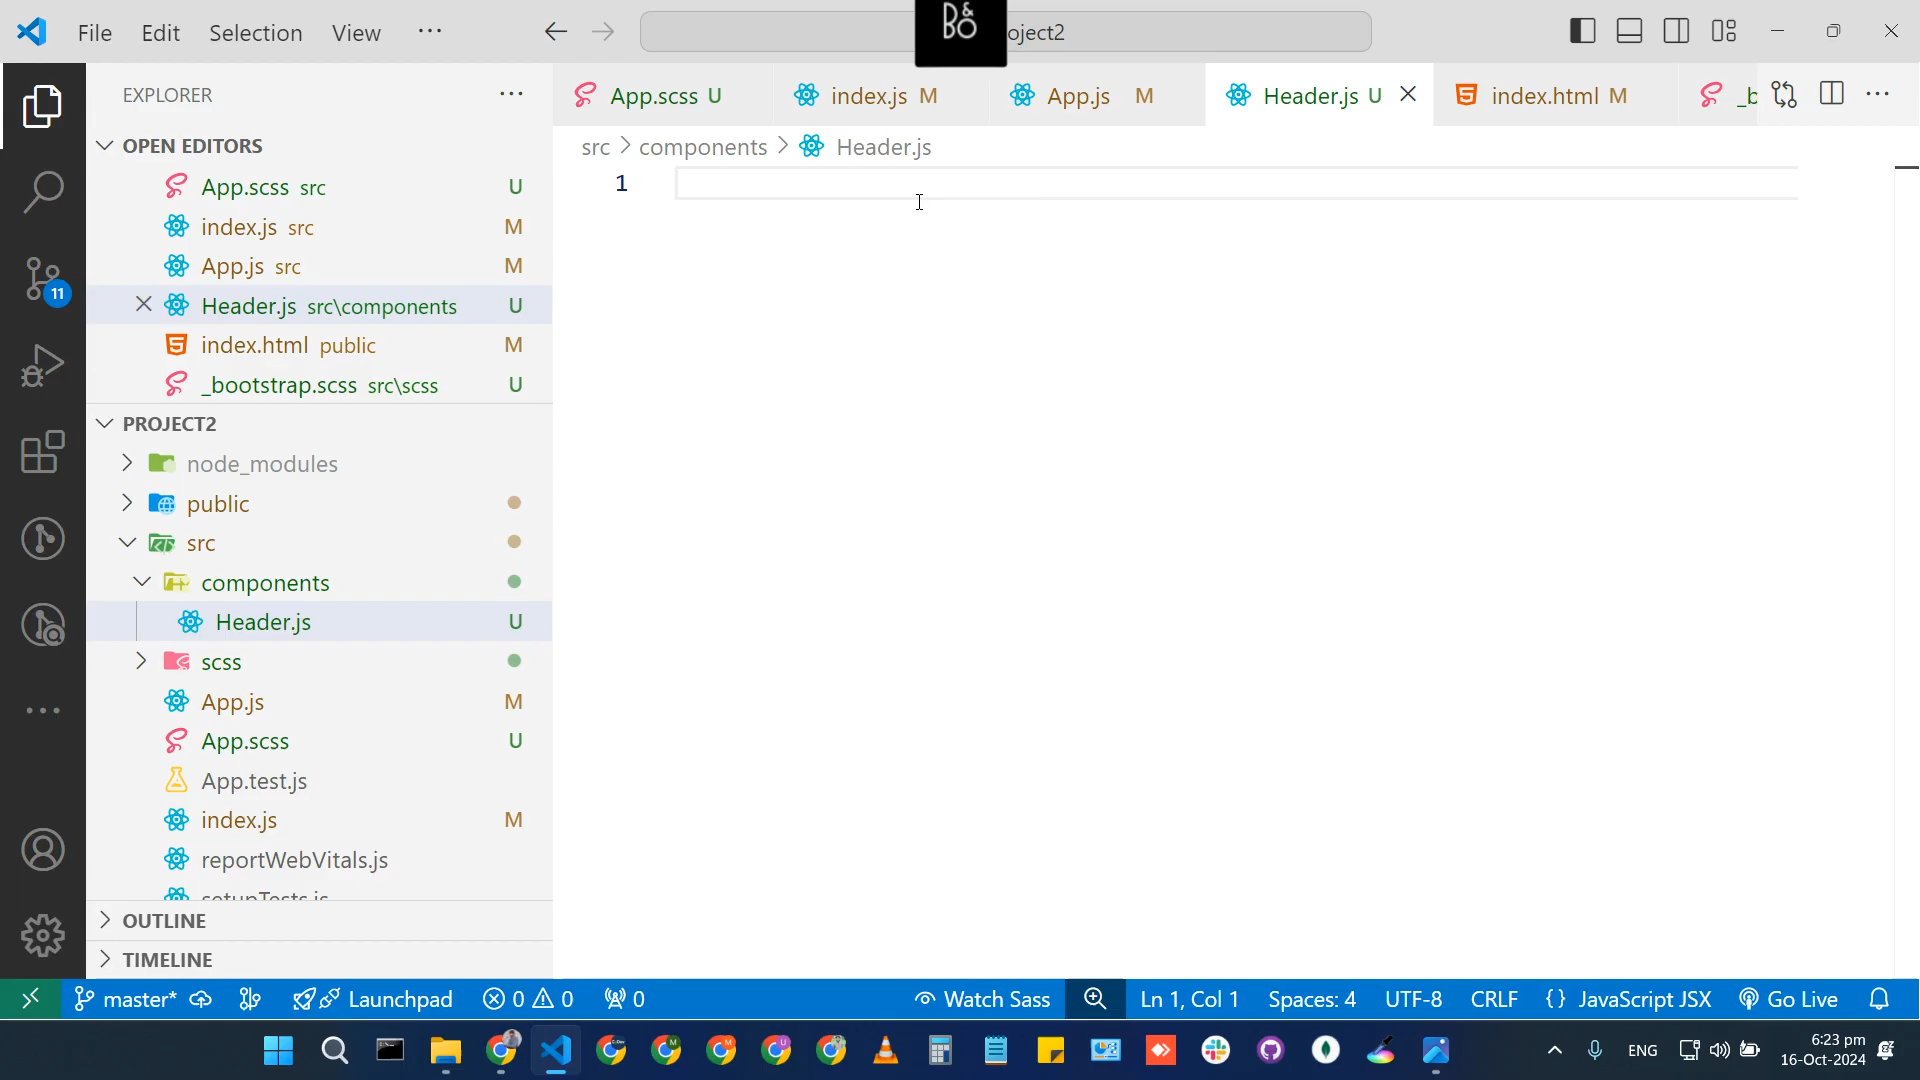 File Edit Selection View ···
B&O
oject2
EXPLORER ···
OPEN EDITORS
App.scss src U
index.js src M
App.js src M
Header.js src\components U
index.html public M
_bootstrap.scss src\scss U
PROJECT2
node_modules
public
src
components
Header.js U
scss
App.js M
App.scss U
App.test.js
index.js M
reportWebVitals.js
setupTests.js
OUTLINE
TIMELINE
11
App.scss U index.js M App.js M Header.js U index.html M _b
src > components > Header.js
1
master* Launchpad 0 0 0 Watch Sass Ln 1, Col 1 Spaces: 4 UTF-8 CRLF {} JavaScript JSX Go Live
ENG
6:23 pm
16-Oct-2024